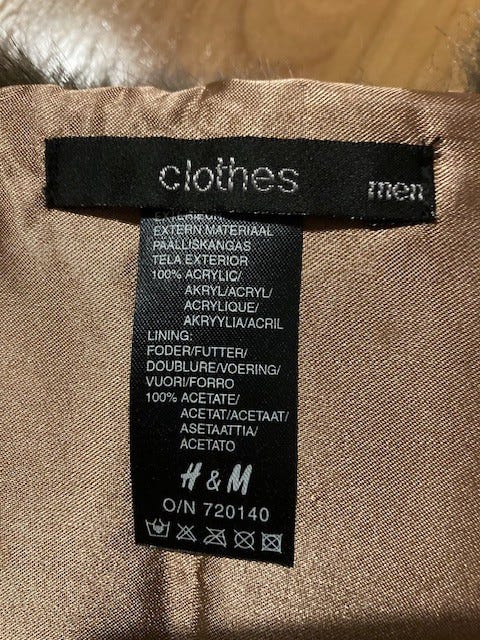 clothes men
EXTERN MATERIAAL
PÄÄLLISKANGAS
TELA EXTERIOR
100% ACRYLIC/
AKRYL/ACRYL/
ACRYLIQUE/
AKRYYLIA/ACRIL
LINING:
FODER/FUTTER/
DOUBLURE/VOERING/
VUORI/FORRO
100% ACETATE/
ACETAT/ACETAAT/
ASETAATTIA/
ACETATO
H & M
O/N 720140